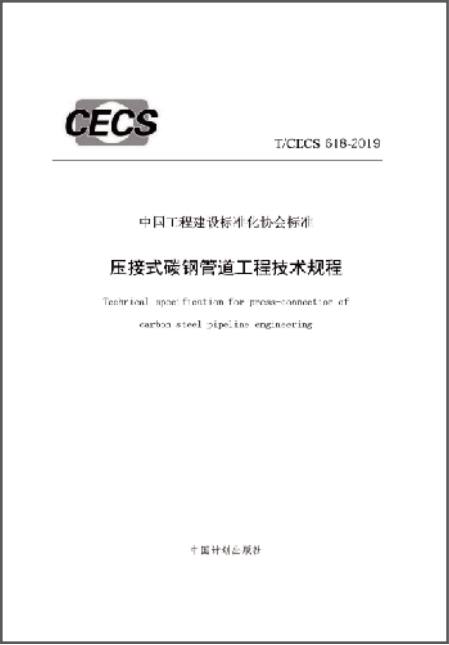 CECS
T/CECS 618-2019
中国工程建设标准化协会标准
压接式碳钢管道工程技术规程
Technical specification for press-connection of
carbon steel pipeline engineering
中国计划出版社